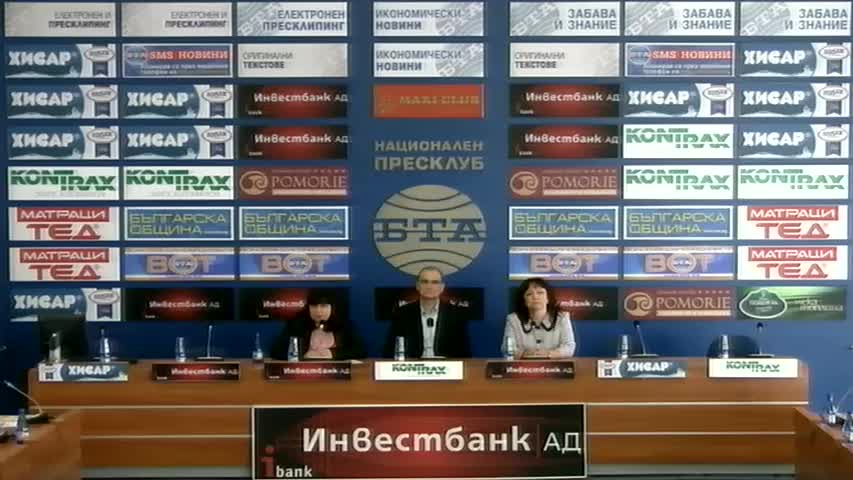 ЕЛЕКТРОНЕН И
ПРЕСКЛИПИНГ
ЕЛЕКТРОНЕН И
ПРЕСКЛИПИНГ
ЕЛЕКТРОНЕН И
ПРЕСКЛИПИНГ
ИКОНОМИЧЕСКИ
НОВИНИ
ЗАБАВА
И ЗНАНИЕ
БТА
ЗАБАВА
И ЗНАНИЕ
ХИСАР
SMS НОВИНИ
ОРИГИНАЛНИ
ТЕКСТОВЕ
ИКОНОМИЧЕСКИ
НОВИНИ
ОРИГИНАЛНИ
ТЕКСТОВЕ
SMS НОВИНИ
ХИСАР
ХИСАР
ХИСАР
ИНВЕСТБАНК АД
MAXI CLUB
ИНВЕСТБАНК АД
ХИСАР
ХИСАР
ХИСАР
ХИСАР
ИНВЕСТБАНК АД
НАЦИОНАЛЕН
ПРЕСКЛУБ
ИНВЕСТБАНК АД
KONTRAX
ХИСАР
KONTRAX
KONTRAX
POMORIE
POMORIE
KONTRAX
KONTRAX
МАТРАЦИ
ТЕД
БЪЛГАРСКА
ОБЩИНА
БЪЛГАРСКА
ОБЩИНА
БТА
БЪЛГАРСКА
ОБЩИНА
БЪЛГАРСКА
ОБЩИНА
МАТРАЦИ
ТЕД
МАТРАЦИ
ТЕД
ВОТ
ВОТ
ВОТ
ВОТ
МАТРАЦИ
ТЕД
ХИСАР
ИНВЕСТБАНК АД
POMORIE
ХИСАР
ИНВЕСТБАНК АД
ИНВЕСТБАНК АД
KONTRAX
ИНВЕСТБАНК АД
ХИСАР
KONTRAX
ИНВЕСТБАНК АД
ibank